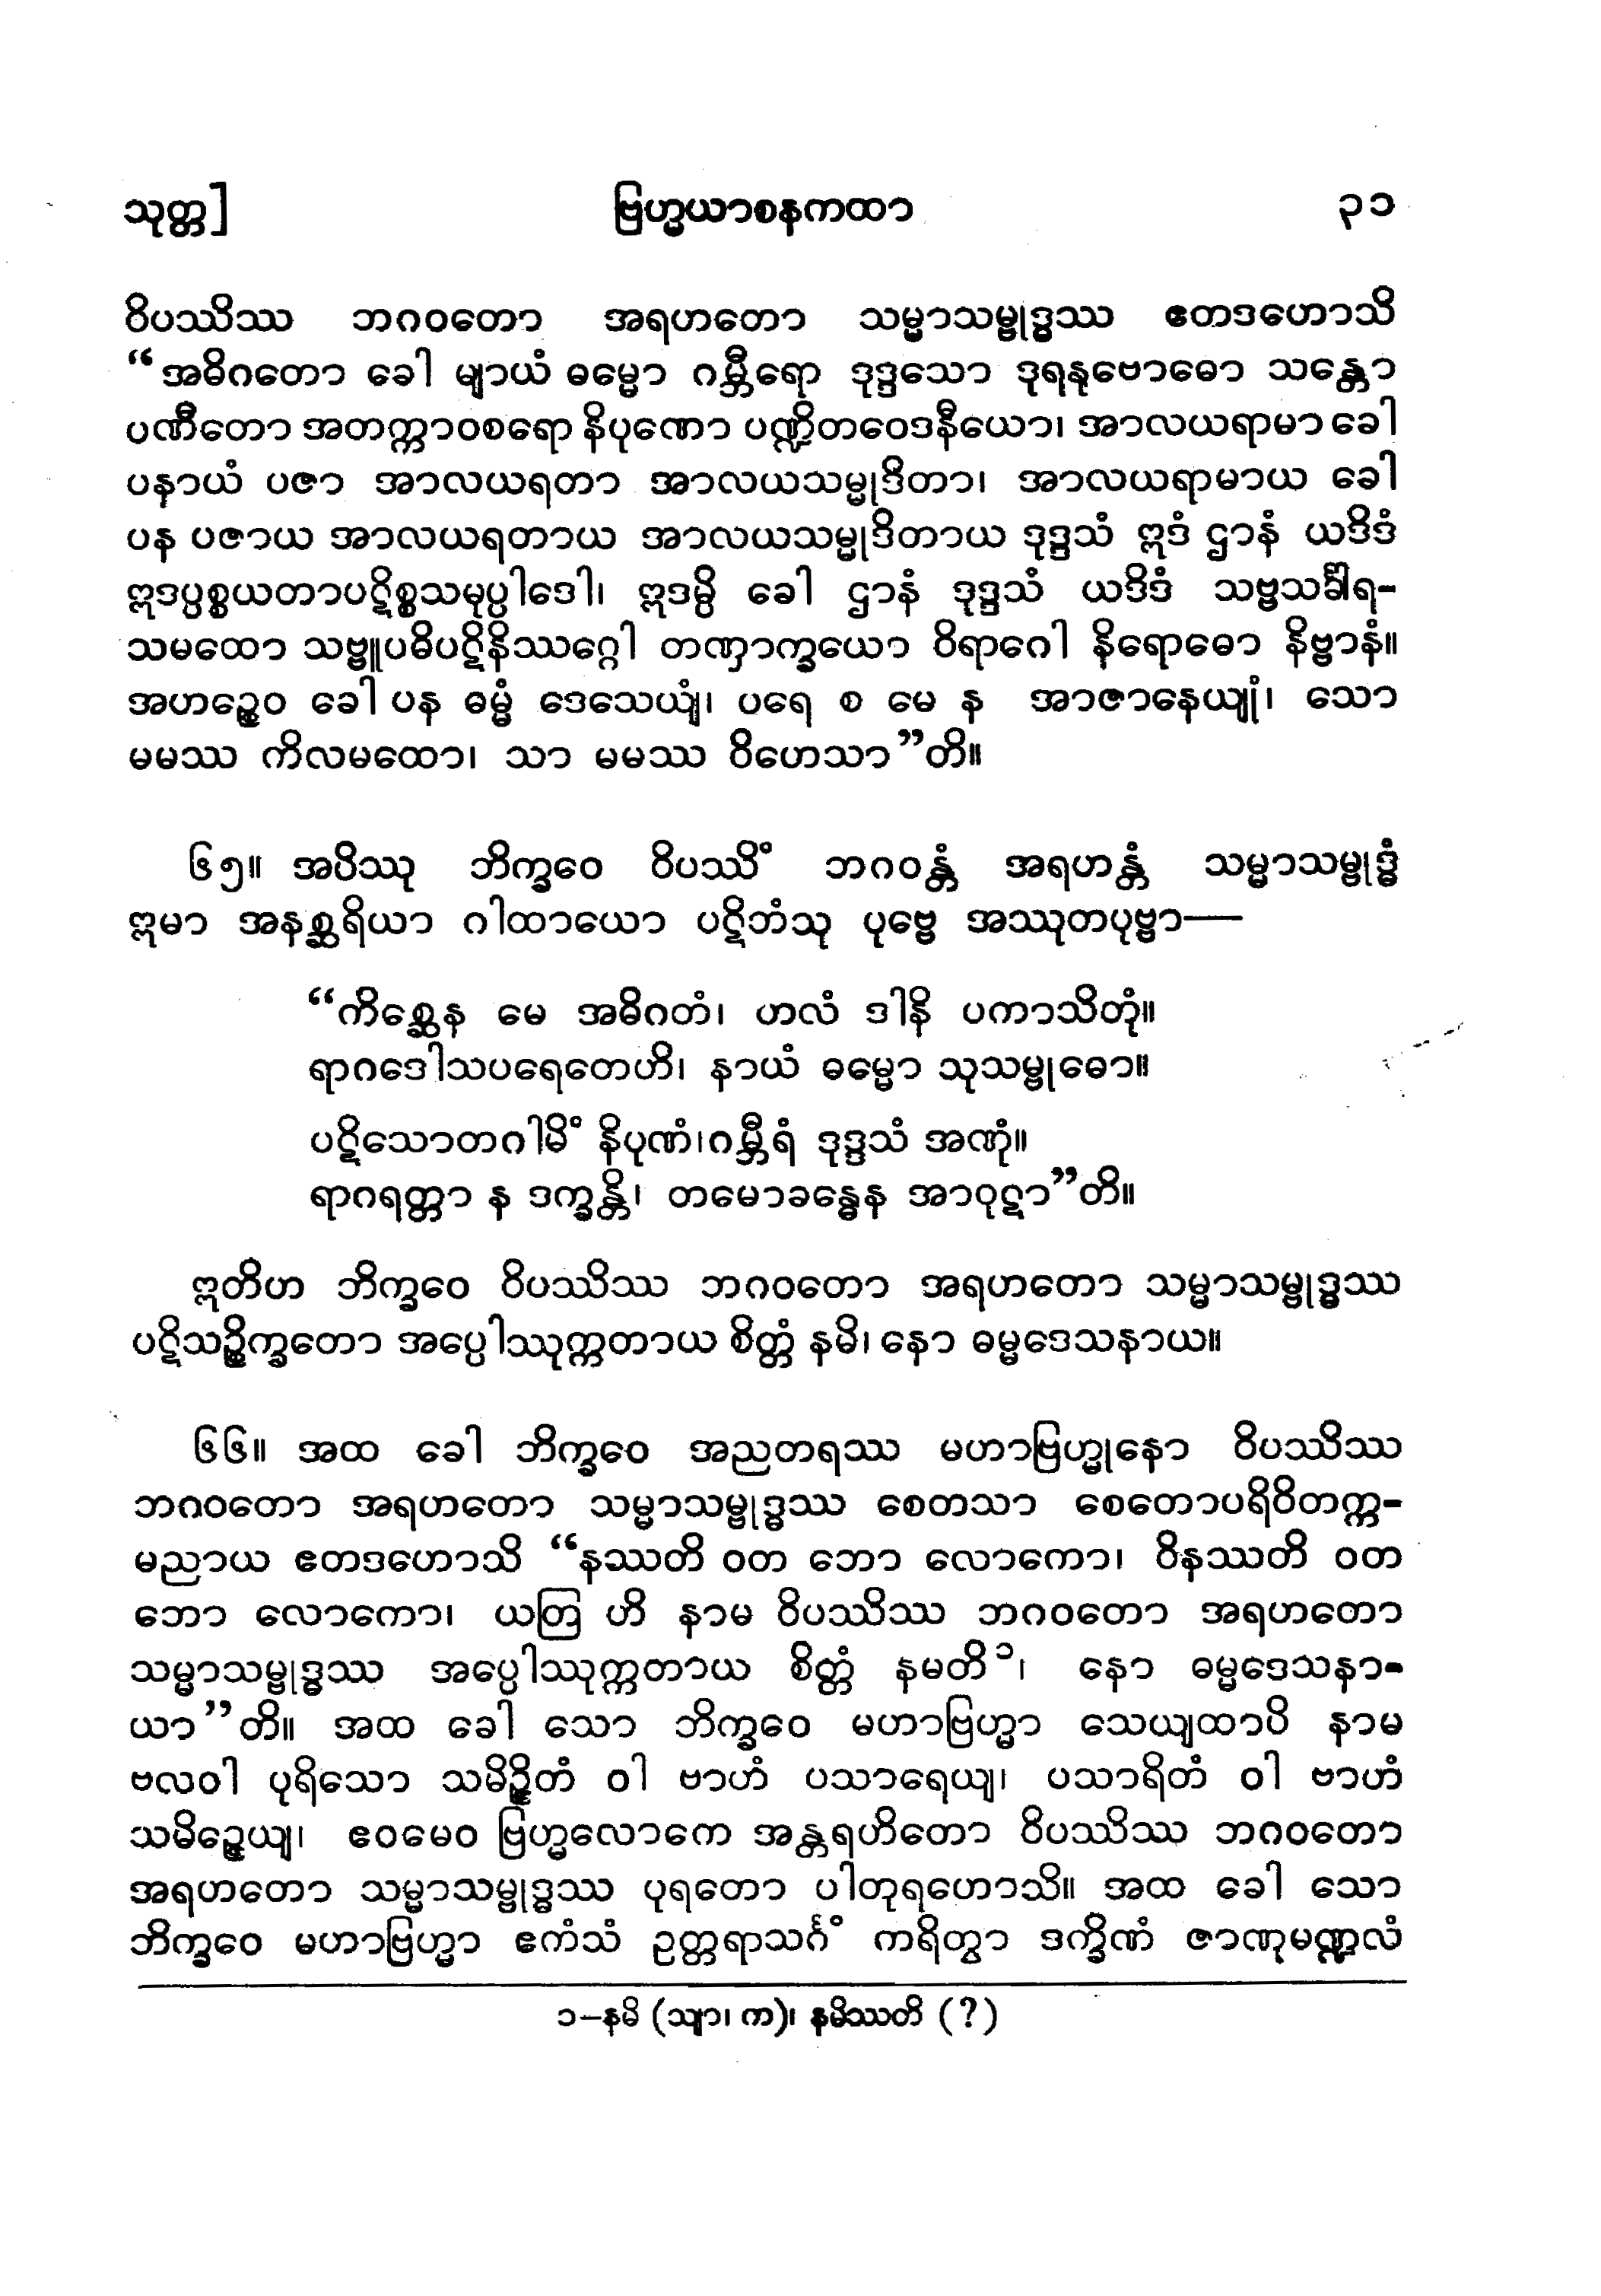 သုတ္တ]
ဗြဟ္မယာစနကထာ
၃၁
ဝိပဿိဿ ဘဂဝတော အရဟတော သမ္မာသမ္ဗုဒ္ဓဿ ဧတဒဟောသိ
“အဓိဂတော ခေါ မျာယံ ဓမ္မော ဂမ္ဘီရော ဒုဒ္ဒသော ဒုရနုဗောဓော သန္တော
ပဏီတော အတက္ကာဝစရော နိပုဏော ပဏ္ဍိတဝေဒနီယော၊ အာလယရာမာ ခေါ
ပနာယံ ပဇာ အာလယရတာ အာလယသမ္မုဒိတာ၊ အာလယရာမာယ ခေါ
ပန ပဇာယ အာလယရတာယ အာလယသမ္မုဒိတာယ ဒုဒ္ဒသံ ဣဒံ ဌာနံ ယဒိဒံ
ဣဒပ္ပစ္စယတာပဋိစ္စသမုပ္ပါဒေါ၊ ဣဒမ္ပိ ခေါ ဌာနံ ဒုဒ္ဒသံ ယဒိဒံ သဗ္ဗသင်္ခါရ-
သမထော သဗ္ဗူပဓိပဋိနိဿဂ္ဂေါ တဏှာက္ခယော ဝိရာဂေါ နိရောဓော နိဗ္ဗာနံ။
အဟဉ္စေဝ ခေါ ပန ဓမ္မံ ဒေသေယျံ၊ ပရေ စ မေ န အာဇာနေယျုံ၊ သော
မမဿ ကိလမထော၊ သာ မမဿ ဝိဟေသာ”တိ။
၆၅။ အပိဿု ဘိက္ခဝေ ဝိပဿိံ ဘဂဝန္တံ အရဟန္တံ သမ္မာသမ္ဗုဒ္ဓံ
ဣမာ အနစ္ဆရိယာ ဂါထာယော ပဋိဘံသု ပုဗ္ဗေ အဿုတပုဗ္ဗာ—
“ကိစ္ဆေန မေ အဓိဂတံ၊ ဟလံ ဒါနိ ပကာသိတုံ။
ရာဂဒေါသပရေတေဟိ၊ နာယံ ဓမ္မော သုသမ္ဗုဓော။
ပဋိသောတဂါမိံ နိပုဏံ၊ဂမ္ဘီရံ ဒုဒ္ဒသံ အဏုံ။
ရာဂရတ္တာ န ဒက္ခန္တိ၊ တမောခန္ဓေန အာဝုဋာ”တိ။
ဣတိဟ ဘိက္ခဝေ ဝိပဿိဿ ဘဂဝတော အရဟတော သမ္မာသမ္ဗုဒ္ဓဿ
ပဋိသဉ္စိက္ခတော အပ္ပေါဿုက္ကတာယ စိတ္တံ နမိ၊ နော ဓမ္မဒေသနာယ။
၆၆။ အထ ခေါ ဘိက္ခဝေ အညတရဿ မဟာဗြဟ္မုနော ဝိပဿိဿ
ဘဂဝတော အရဟတော သမ္မာသမ္ဗုဒ္ဓဿ စေတသာ စေတောပရိဝိတက္က-
မညာယ ဧတဒဟောသိ “နဿတိ ဝတ ဘော လောကော၊ ဝိနဿတိ ဝတ
ဘော လောကော၊ ယတြ ဟိ နာမ ဝိပဿိဿ ဘဂဝတော အရဟတော
သမ္မာသမ္ဗုဒ္ဓဿ အပ္ပေါဿုက္ကတာယ စိတ္တံ နမတိ ၁၊ နော ဓမ္မဒေသနာ-
ယာ”တိ။ အထ ခေါ သော ဘိက္ခဝေ မဟာဗြဟ္မာ သေယျထာပိ နာမ
ဗလဝါ ပုရိသော သမိဉ္ဇိတံ ဝါ ဗာဟံ ပသာရေယျ၊ ပသာရိတံ ဝါ ဗာဟံ
သမိဉ္ဇေယျ၊ ဧဝမေဝ ဗြဟ္မလောကေ အန္တရဟိတော ဝိပဿိဿ ဘဂဝတော
အရဟတော သမ္မာသမ္ဗုဒ္ဓဿ ပုရတော ပါတုရဟောသိ။ အထ ခေါ သော
ဘိက္ခဝေ မဟာဗြဟ္မာ ဧကံသံ ဥတ္တရာသင်္ဂံ ကရိတွာ ဒက္ခိဏံ ဇာဏုမဏ္ဍလံ
၁–နမိ (သျာ၊ က)၊ နမိဿတိ (?)